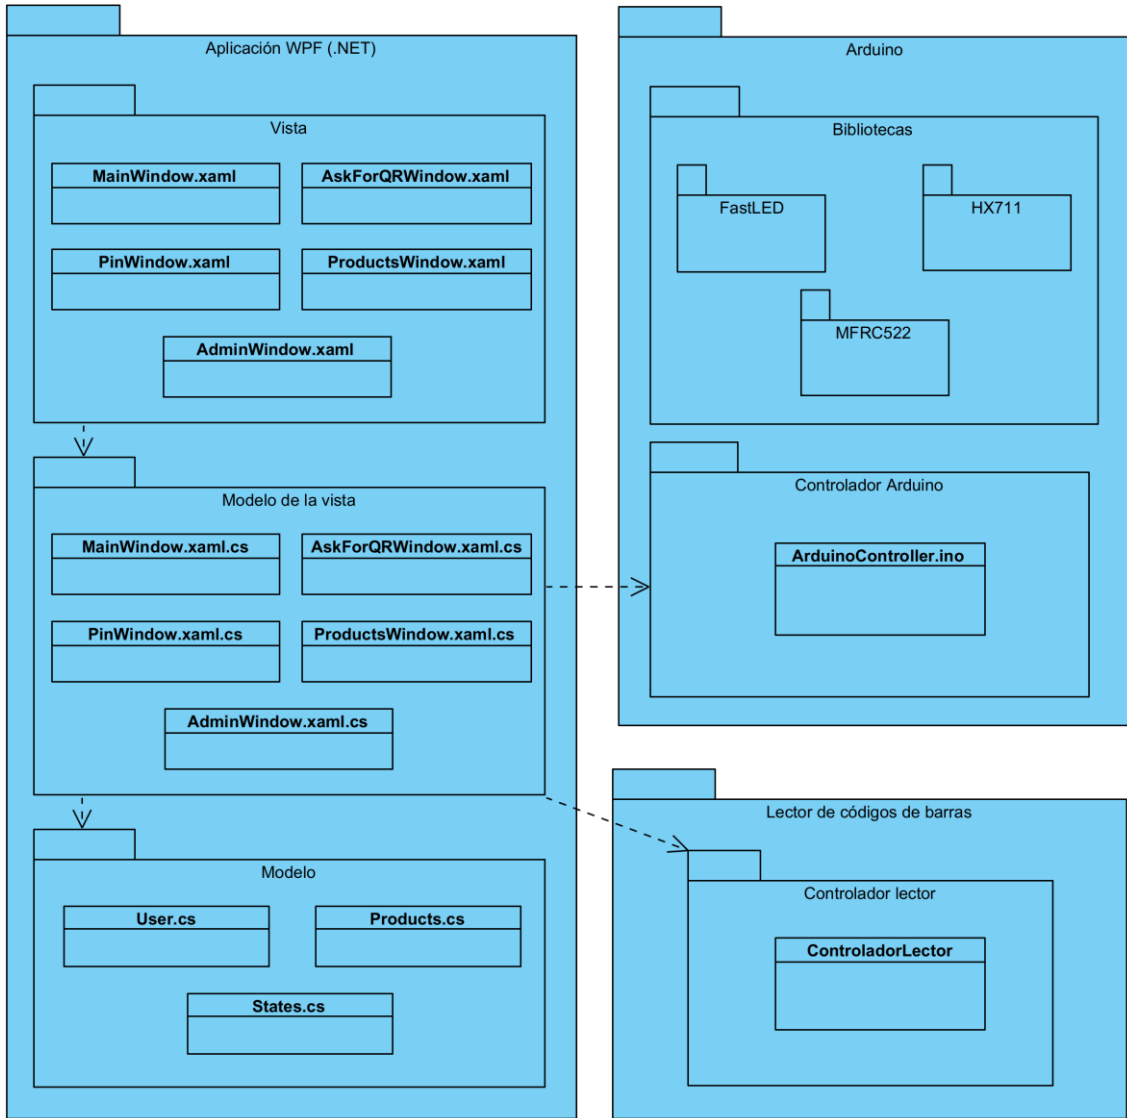 Aplicación WPF (.NET)
Vista
MainWindow.xaml
AskForQRWindow.xaml
PinWindow.xaml
ProductsWindow.xaml
AdminWindow.xaml
Modelo de la vista
MainWindow.xaml.cs
AskForQRWindow.xaml.cs
PinWindow.xaml.cs
ProductsWindow.xaml.cs
AdminWindow.xaml.cs
Modelo
User.cs
Products.cs
States.cs
Arduino
Bibliotecas
FastLED
HX711
MFRC522
Controlador Arduino
ArduinoController.ino
Lector de códigos de barras
Controlador lector
ControladorLector